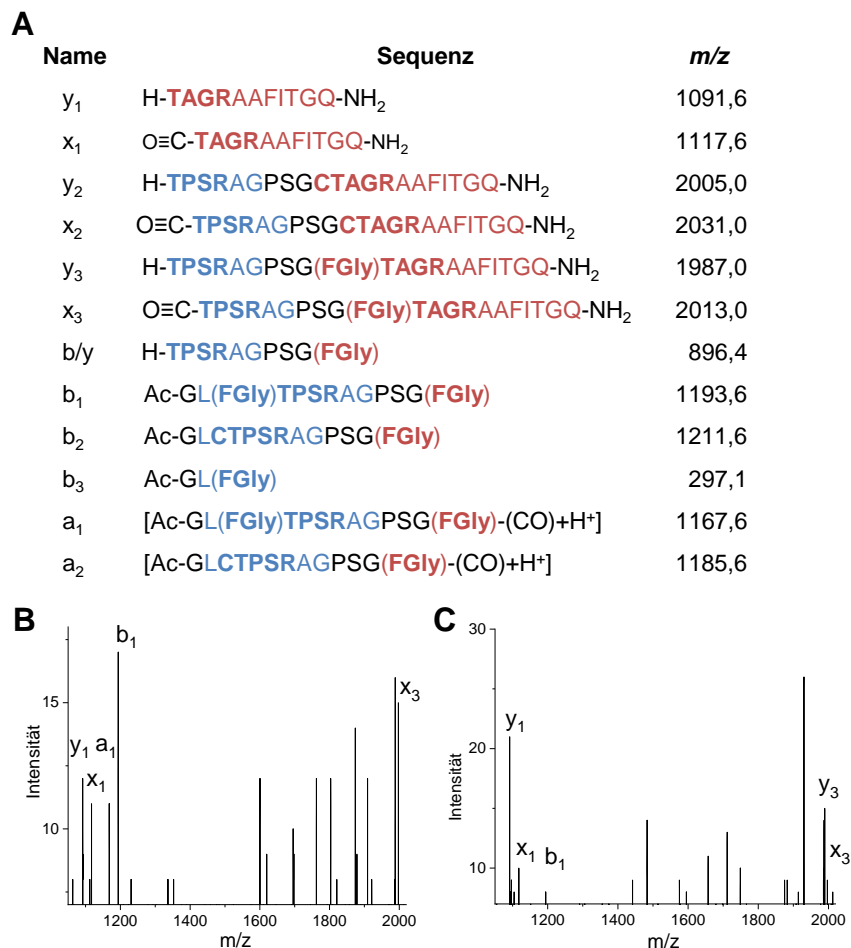 A
Name Sequenz m/z
y1 H-TAGRAAFITGQ-NH2 1091,6
x1 O≡C-TAGRAAFITGQ-NH2 1117,6
y2 H-TPSRAGPSGCTAGRAAFITGQ-NH2 2005,0
x2 O≡C-TPSRAGPSGCTAGRAAFITGQ-NH2 2031,0
y3 H-TPSRAGPSG(FGly)TAGRAAFITGQ-NH2 1987,0
x3 O≡C-TPSRAGPSG(FGly)TAGRAAFITGQ-NH2 2013,0
b/y H-TPSRAGPSG(FGly) 896,4
b1 Ac-GL(FGly)TPSRAGPSG(FGly) 1193,6
b2 Ac-GLCTPSRAGPSG(FGly) 1211,6
b3 Ac-GL(FGly) 297,1
a1 [Ac-GL(FGly)TPSRAGPSG(FGly)-(CO)+H+] 1167,6
a2 [Ac-GLCTPSRAGPSG(FGly)-(CO)+H+] 1185,6
B
b1
15
10
Intensität
y1 a1
x1
x3
1200 1400 1600 1800 2000
m/z
C
30
20
10
Intensität
y1
x1 b1
y3
x3
1200 1400 1600 1800 2000
m/z